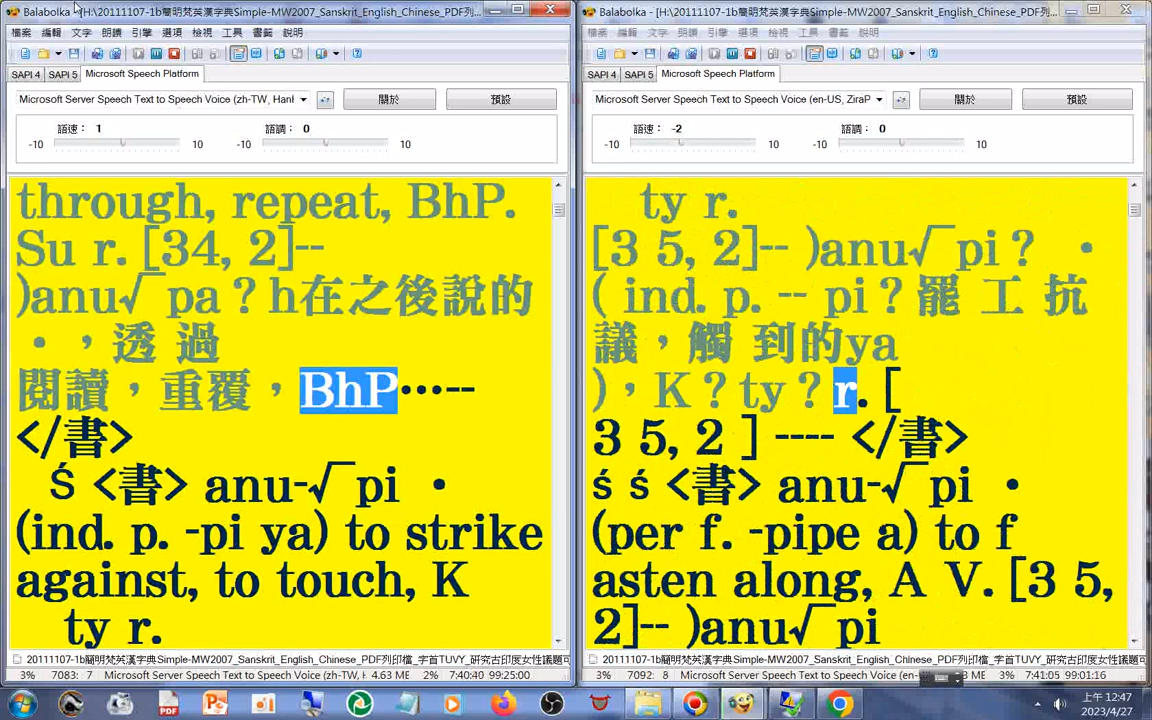 Balabolka - [H:\20111107-1b簡明梵英漢字典Simple-MW2007_Sanskrit_English_Chinese_PDF列...
檔案 編輯 文字 朗讀 引擎 選項 檢視 工具 書籤 說明
SAPI 4 SAPI 5 Microsoft Speech Platform
Microsoft Server Speech Text to Speech Voice (zh-TW, HanH
關於 預設
語速： 1 語調： 0
-10 10 -10 10
through, repeat, BhP.
Su r. [34, 2]--
)anu√ pa？h在之後說的
•，透 過
閱讀，重覆，BhP…--
</書>
Ś <書> anu-√ pi •
(ind. p. -pi ya) to strike
against, to touch, K
ty r.
20111107-1b簡明梵英漢字典Simple-MW2007_Sanskrit_English_Chinese_PDF列印檔_字首TUVY_研究古印度女性議題可
3% 7083: 7 Microsoft Server Speech Text to Speech Voice (zh-TW, H 4.63 ME 2% 7:40:40 99:25:00
Balabolka - [H:\20111107-1b簡明梵英漢字典Simple-MW2007_Sanskrit_English_Chinese_PDF列印...
檔案 編輯 文字 朗讀 引擎 選項 檢視 工具 書籤 說明
SAPI 4 SAPI 5 Microsoft Speech Platform
Microsoft Server Speech Text to Speech Voice (en-US, ZiraP
關於 預設
語速： -2 語調： 0
-10 10 -10 10
ty r.
[3 5, 2]-- )anu√ pi？ •
( ind. p. -- pi？罷 工 抗
議，觸 到的ya
)，K？ty？r. [
3 5, 2 ] ---- </書>
ś ś <書> anu-√ pi •
(per f. -pipe a) to f
asten along, A V. [3 5,
2]-- )anu√ pi
20111107-1b簡明梵英漢字典Simple-MW2007_Sanskrit_English_Chinese_PDF列印檔_字首TUVY_研究古印度女性議題可
3% 7092: 8 Microsoft Server Speech Text to Speech Voice 3% 7:41:05 99:01:16
上午 12:47
2023/4/27